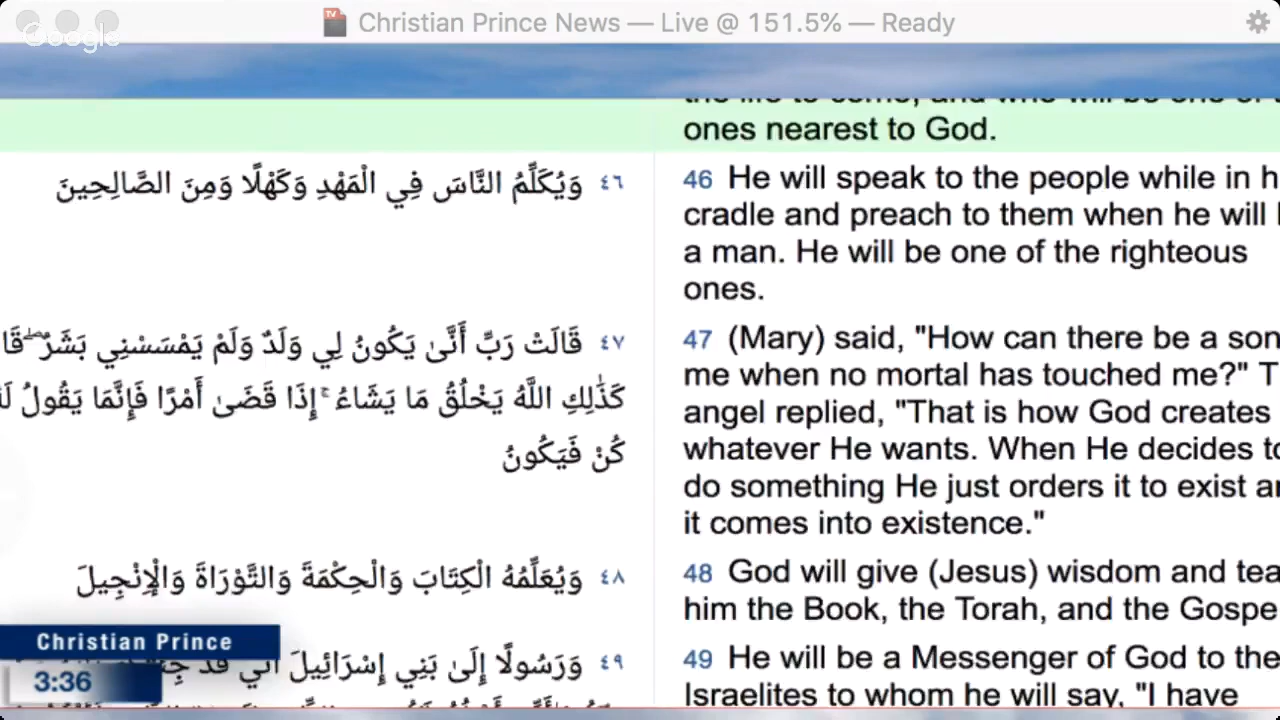 Christian Prince News — Live @ 151.5% — Ready
Google
ones nearest to God.
٤٦ وَيُكَلِّمُ النَّاسَ فِي الْمَهْدِ وَكَهْلًا وَمِنَ الصَّالِحِينَ
46 He will speak to the people while in h
cradle and preach to them when he will
a man. He will be one of the righteous
ones.
٤٧ قَالَتْ رَبِّ أَنَّىٰ يَكُونُ لِي وَلَدٌ وَلَمْ يَمْسَسْنِي بَشَرٌ ۖ قَا
كَذَٰلِكِ اللَّهُ يَخْلُقُ مَا يَشَاءُ ۚ إِذَا قَضَىٰ أَمْرًا فَإِنَّمَا يَقُولُ لَ
كُنْ فَيَكُونُ
47 (Mary) said, "How can there be a son
me when no mortal has touched me?" T
angel replied, "That is how God creates
whatever He wants. When He decides to
do something He just orders it to exist a
it comes into existence."
٤٨ وَيُعَلِّمُهُ الْكِتَابَ وَالْحِكْمَةَ وَالتَّوْرَاةَ وَالْإِنْجِيلَ
48 God will give (Jesus) wisdom and tea
him the Book, the Torah, and the Gospe
٤٩ وَرَسُولًا إِلَىٰ بَنِي إِسْرَائِيلَ أَنِّي قَدْ
49 He will be a Messenger of God to the
Israelites to whom he will say, "I have
Christian Prince
3:36